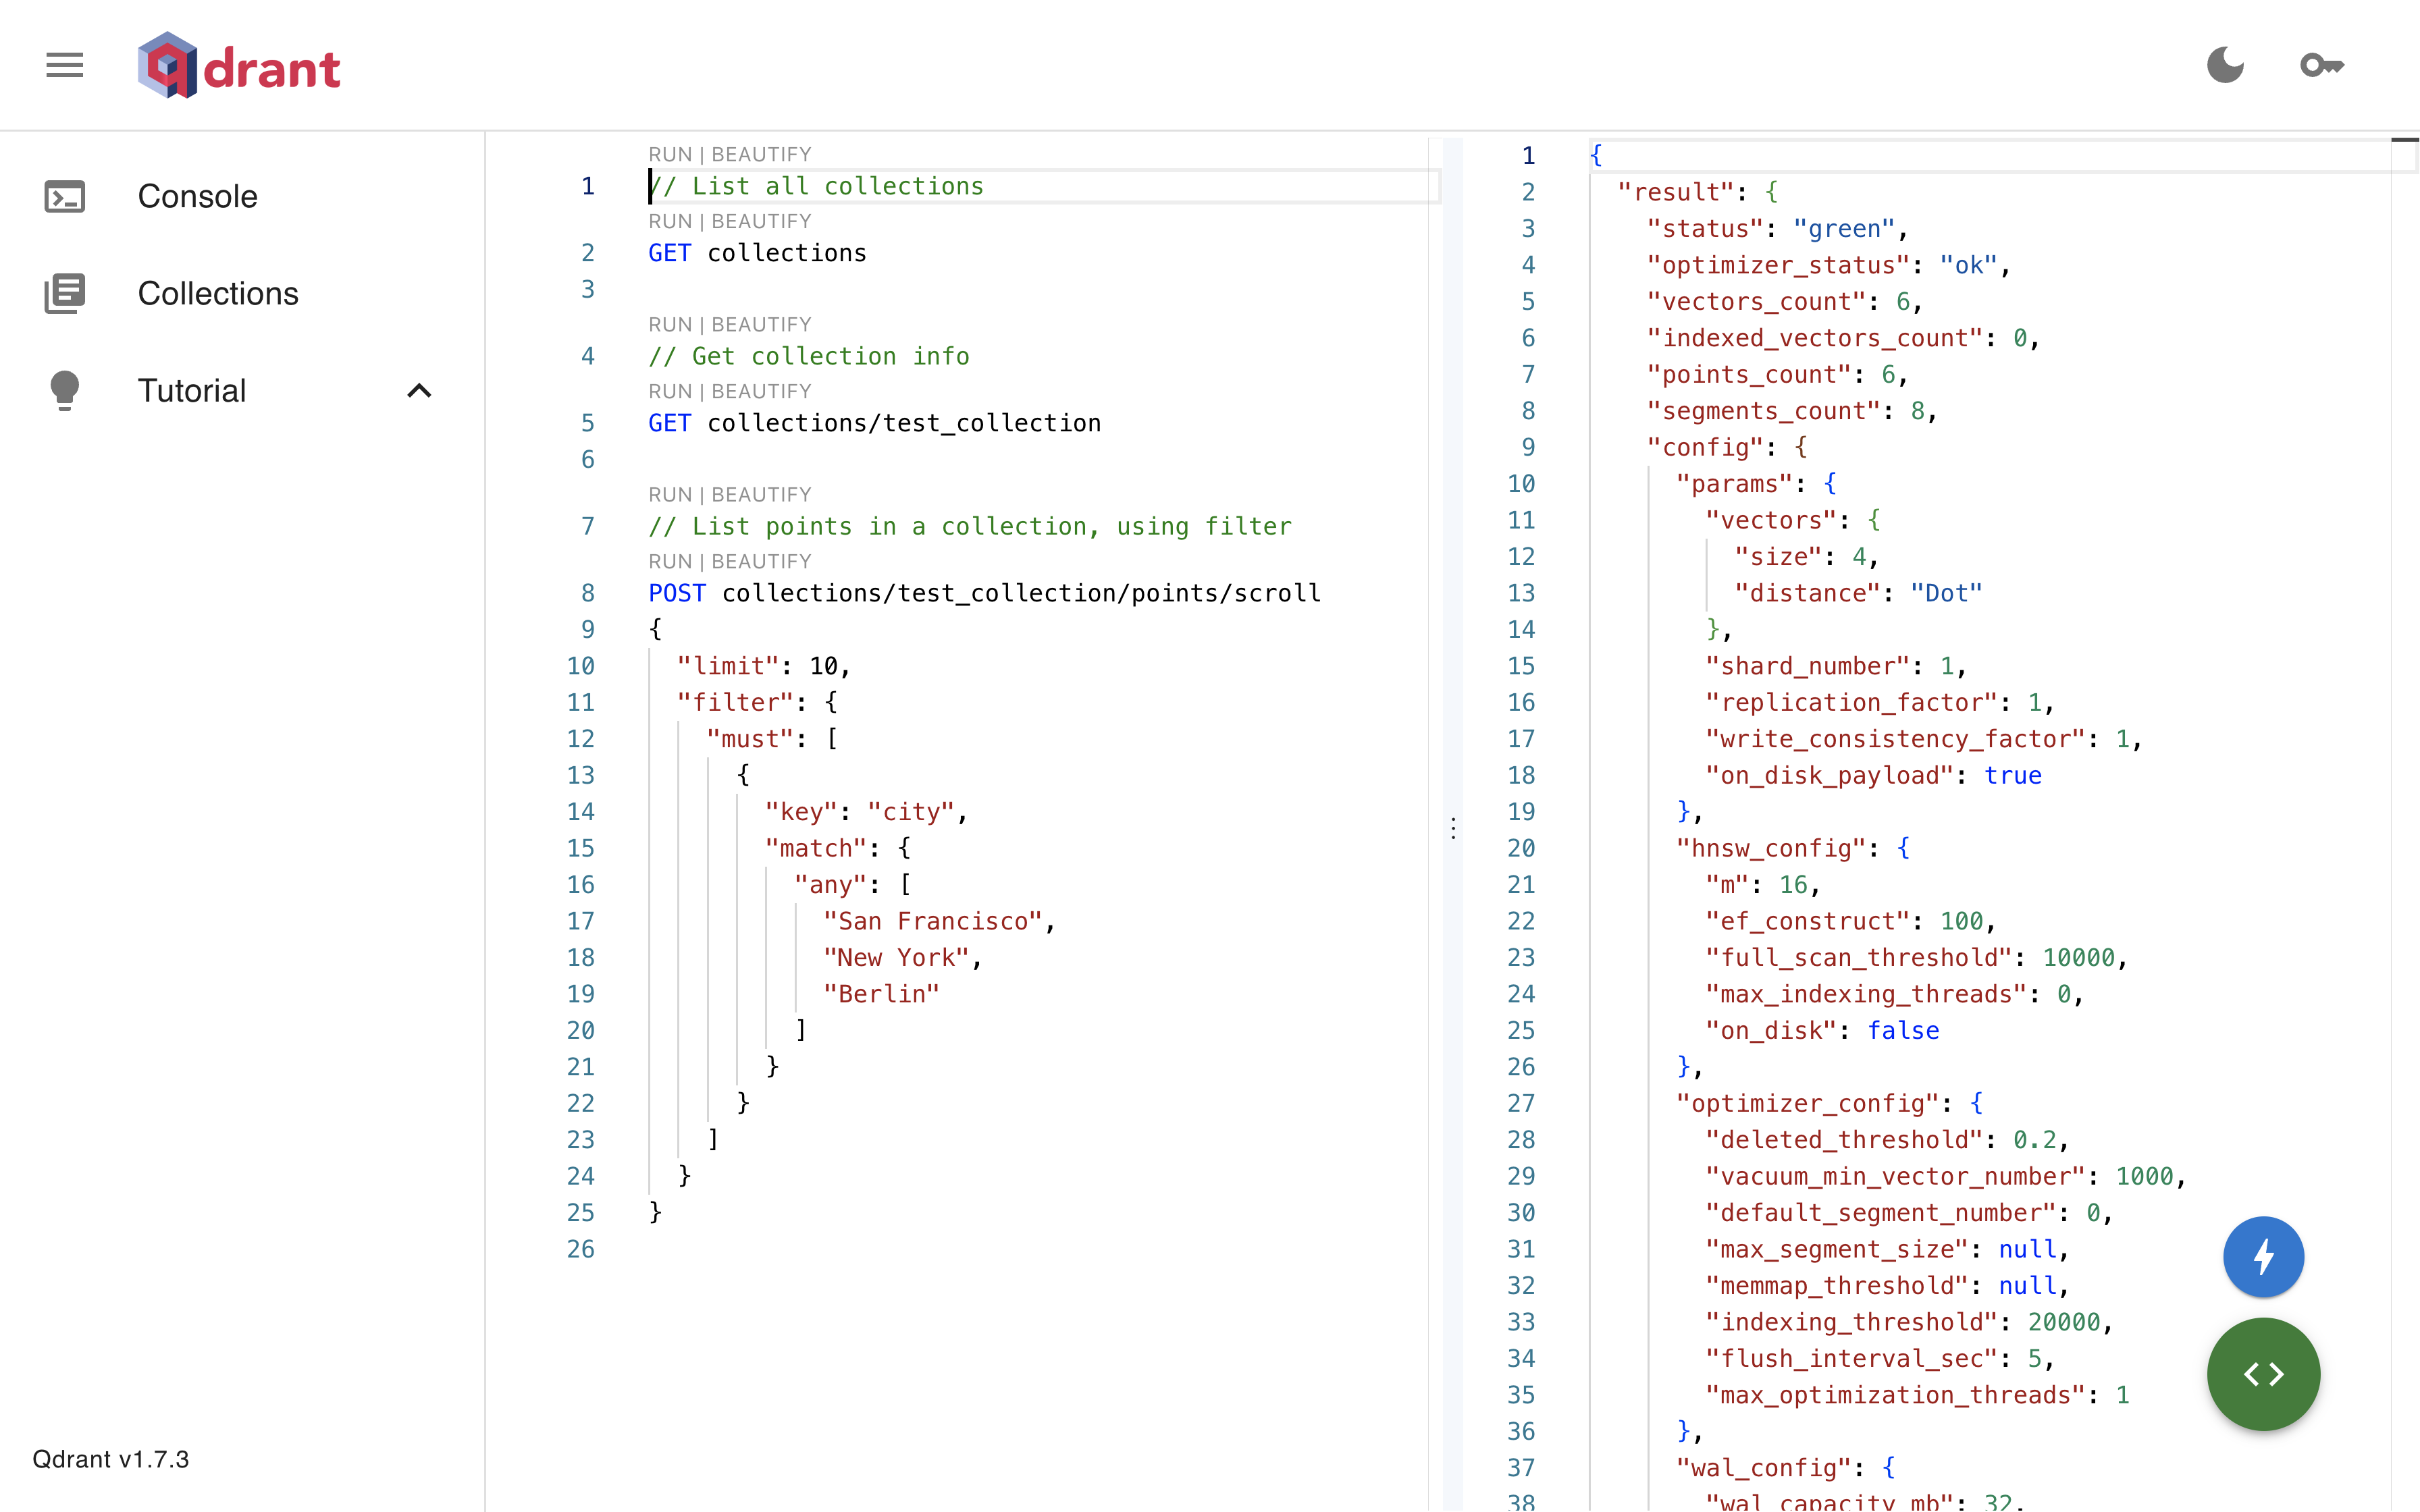 qdrant
Console
Collections
Tutorial
Qdrant v1.7.3
RUN | BEAUTIFY
1 // List all collections
RUN | BEAUTIFY
2 GET collections
3
RUN | BEAUTIFY
4 // Get collection info
RUN | BEAUTIFY
5 GET collections/test_collection
6
RUN | BEAUTIFY
7 // List points in a collection, using filter
RUN | BEAUTIFY
8 POST collections/test_collection/points/scroll
9 {
10 "limit": 10,
11 "filter": {
12 "must": [
13 {
14 "key": "city",
15 "match": {
16 "any": [
17 "San Francisco",
18 "New York",
19 "Berlin"
20 ]
21 }
22 }
23 ]
24 }
25 }
26
1 {
2 "result": {
3 "status": "green",
4 "optimizer_status": "ok",
5 "vectors_count": 6,
6 "indexed_vectors_count": 0,
7 "points_count": 6,
8 "segments_count": 8,
9 "config": {
10 "params": {
11 "vectors": {
12 "size": 4,
13 "distance": "Dot"
14 },
15 "shard_number": 1,
16 "replication_factor": 1,
17 "write_consistency_factor": 1,
18 "on_disk_payload": true
19 },
20 "hnsw_config": {
21 "m": 16,
22 "ef_construct": 100,
23 "full_scan_threshold": 10000,
24 "max_indexing_threads": 0,
25 "on_disk": false
26 },
27 "optimizer_config": {
28 "deleted_threshold": 0.2,
29 "vacuum_min_vector_number": 1000,
30 "default_segment_number": 0,
31 "max_segment_size": null,
32 "memmap_threshold": null,
33 "indexing_threshold": 20000,
34 "flush_interval_sec": 5,
35 "max_optimization_threads": 1
36 },
37 "wal_config": {
38 "wal_capacity_mb": 32,